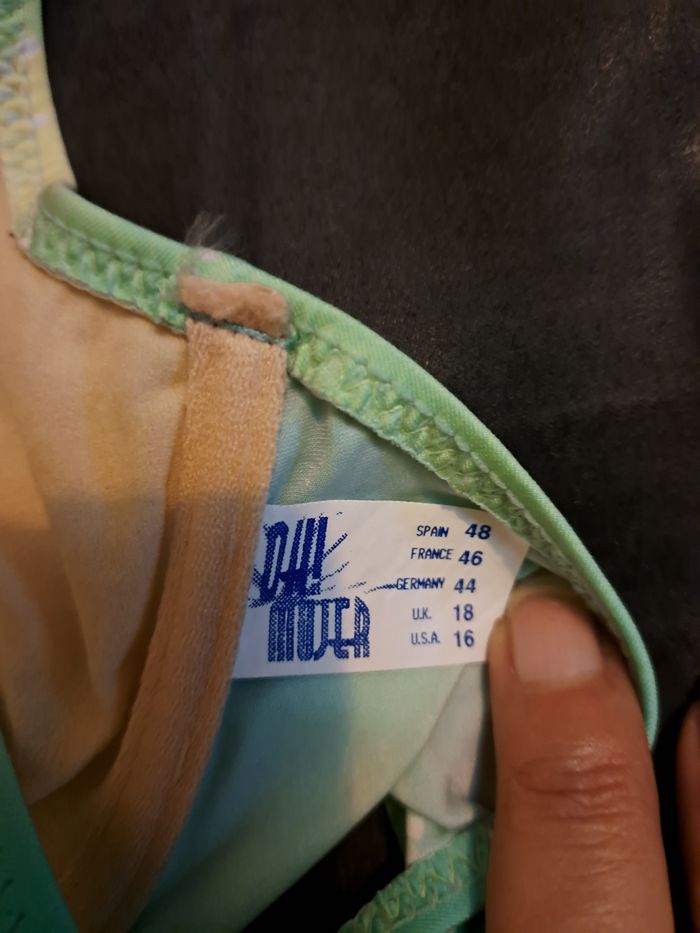 OH!
MUJER
SPAIN 48
FRANCE 46
GERMANY 44
U.K. 18
U.S.A. 16